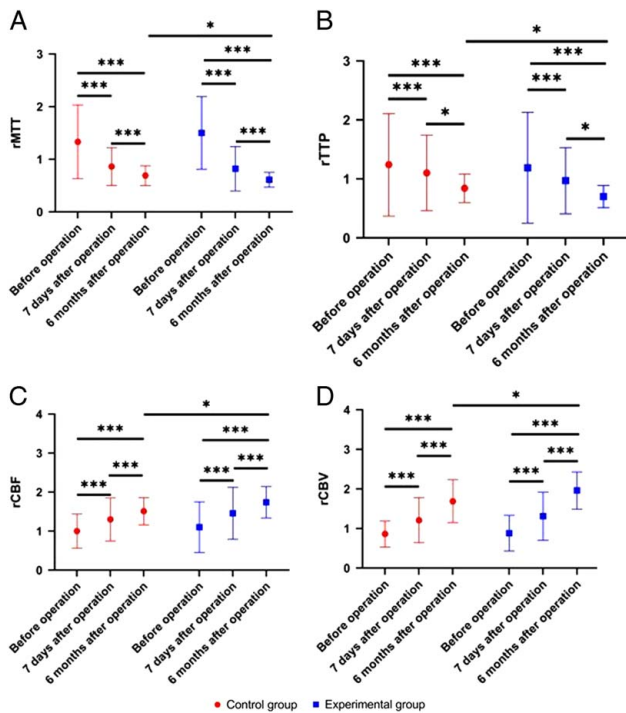 A
*
***
***
***
***
***
***
3
2
1
0
rMTT
Before operation
7 days after operation
6 months after operation
Before operation
7 days after operation
6 months after operation
B
*
***
***
***
***
*
*
3
2
1
0
rTTP
Before operation
7 days after operation
6 months after operation
Before operation
7 days after operation
6 months after operation
C
*
***
***
***
***
***
***
4
3
2
1
0
rCBF
Before operation
7 days after operation
6 months after operation
Before operation
7 days after operation
6 months after operation
D
*
***
***
***
***
***
***
4
3
2
1
0
rCBV
Before operation
7 days after operation
6 months after operation
Before operation
7 days after operation
6 months after operation
Control group
Experimental group